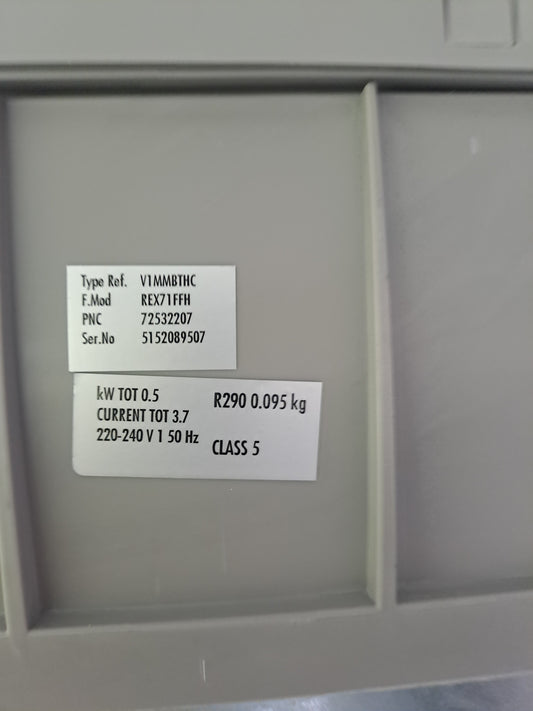 Type Ref. V1MMBTHC
F.Mod REX71FFH
PNC 72532207
Ser.No 5152089507
kW TOT 0.5
R290 0.095 kg
CURRENT TOT 3.7
220-240 V 1 50 Hz
CLASS 5